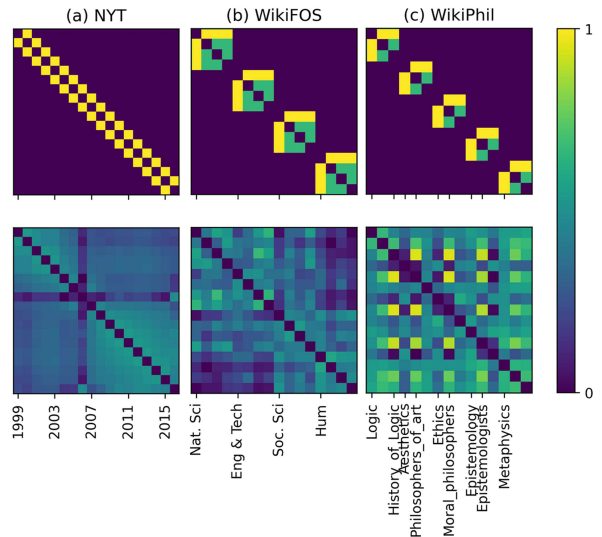 (a) NYT
(b) WikiFOS
(c) WikiPhil
1
0
1999
2003
2007
2011
2015
Nat. Sci
Eng & Tech
Soc. Sci
Hum
Logic
History_of_Logic
Aesthetics
Philosophers_of_art
Ethics
Moral_philosophers
Epistemology
Epistemologists
Metaphysics